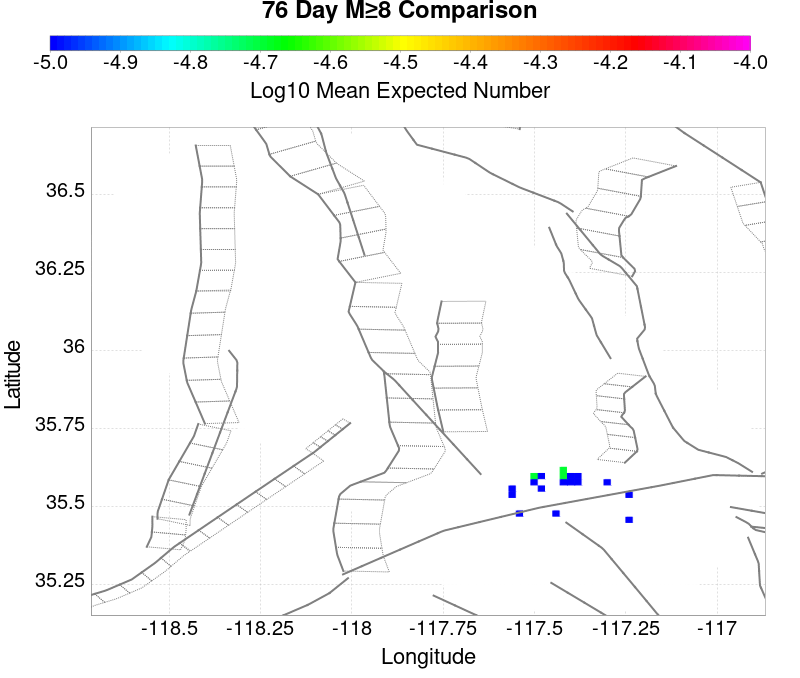 76 Day M≥8 Comparison
-5.0 -4.9 -4.8 -4.7 -4.6 -4.5 -4.4 -4.3 -4.2 -4.1 -4.0
Log10 Mean Expected Number
36.5
36.25
36
35.75
35.5
35.25
Latitude
-118.5 -118.25 -118 -117.75 -117.5 -117.25 -117
Longitude